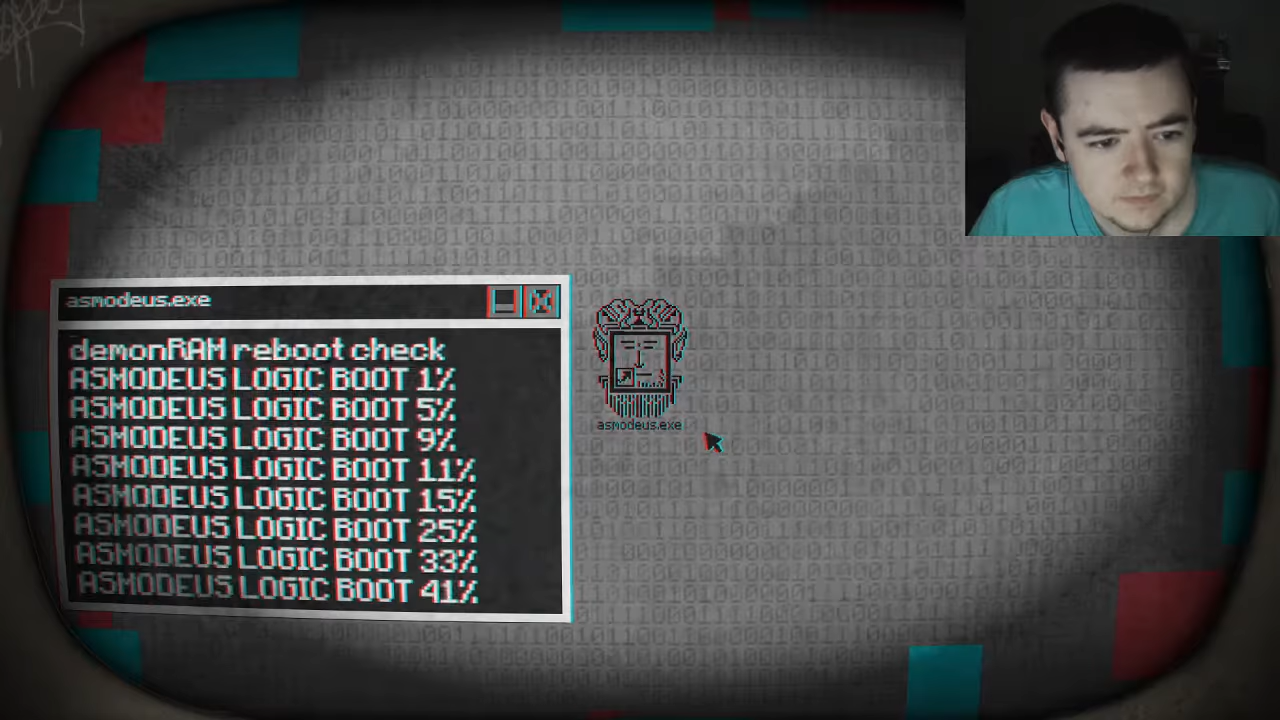 asmodeus.exe
demonRAM reboot check
ASMODEUS LOGIC BOOT 1%
ASMODEUS LOGIC BOOT 5%
ASMODEUS LOGIC BOOT 9%
ASMODEUS LOGIC BOOT 11%
ASMODEUS LOGIC BOOT 15%
ASMODEUS LOGIC BOOT 25%
ASMODEUS LOGIC BOOT 33%
ASMODEUS LOGIC BOOT 41%
asmodeus.exe